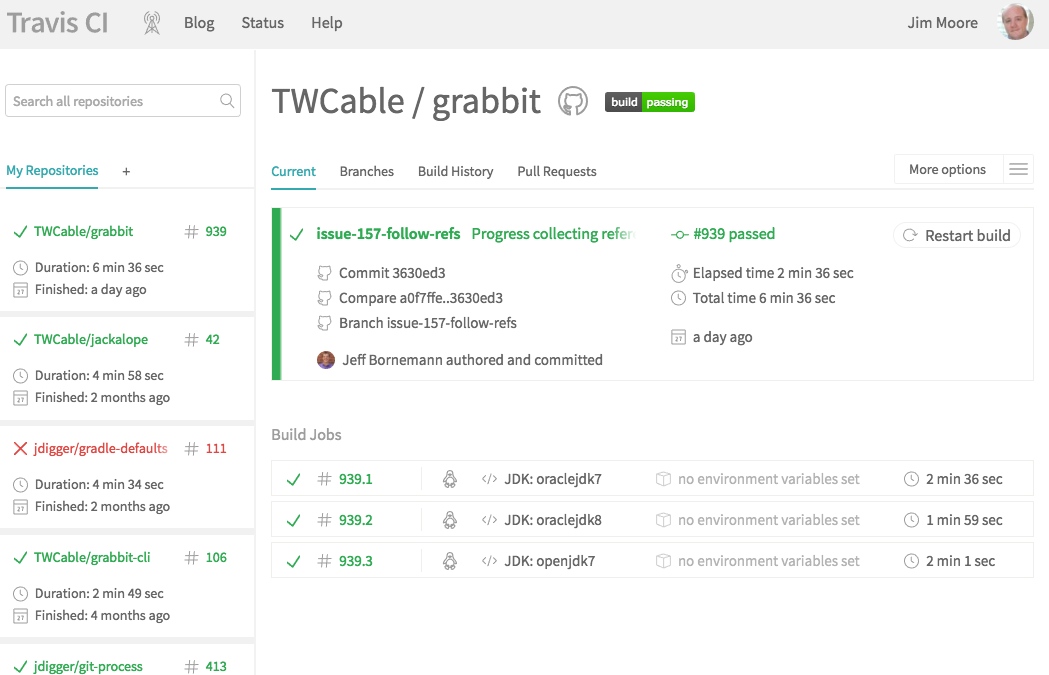 Travis CI Blog Status Help Jim Moore
Search all repositories
My Repositories +
TWCable/grabbit # 939
Duration: 6 min 36 sec
Finished: a day ago
TWCable/jackalope # 42
Duration: 4 min 58 sec
Finished: 2 months ago
jdigger/gradle-defaults # 111
Duration: 4 min 34 sec
Finished: 2 months ago
TWCable/grabbit-cli # 106
Duration: 2 min 49 sec
Finished: 4 months ago
jdigger/git-process # 413
TWCable / grabbit build passing
Current Branches Build History Pull Requests More options
issue-157-follow-refs Progress collecting refere #939 passed Restart build
Commit 3630ed3 Elapsed time 2 min 36 sec
Compare a0f7ffe..3630ed3 Total time 6 min 36 sec
Branch issue-157-follow-refs
27 a day ago
Jeff Bornemann authored and committed
Build Jobs
# 939.1 </> JDK: oraclejdk7 no environment variables set 2 min 36 sec
# 939.2 </> JDK: oraclejdk8 no environment variables set 1 min 59 sec
# 939.3 </> JDK: openjdk7 no environment variables set 2 min 1 sec